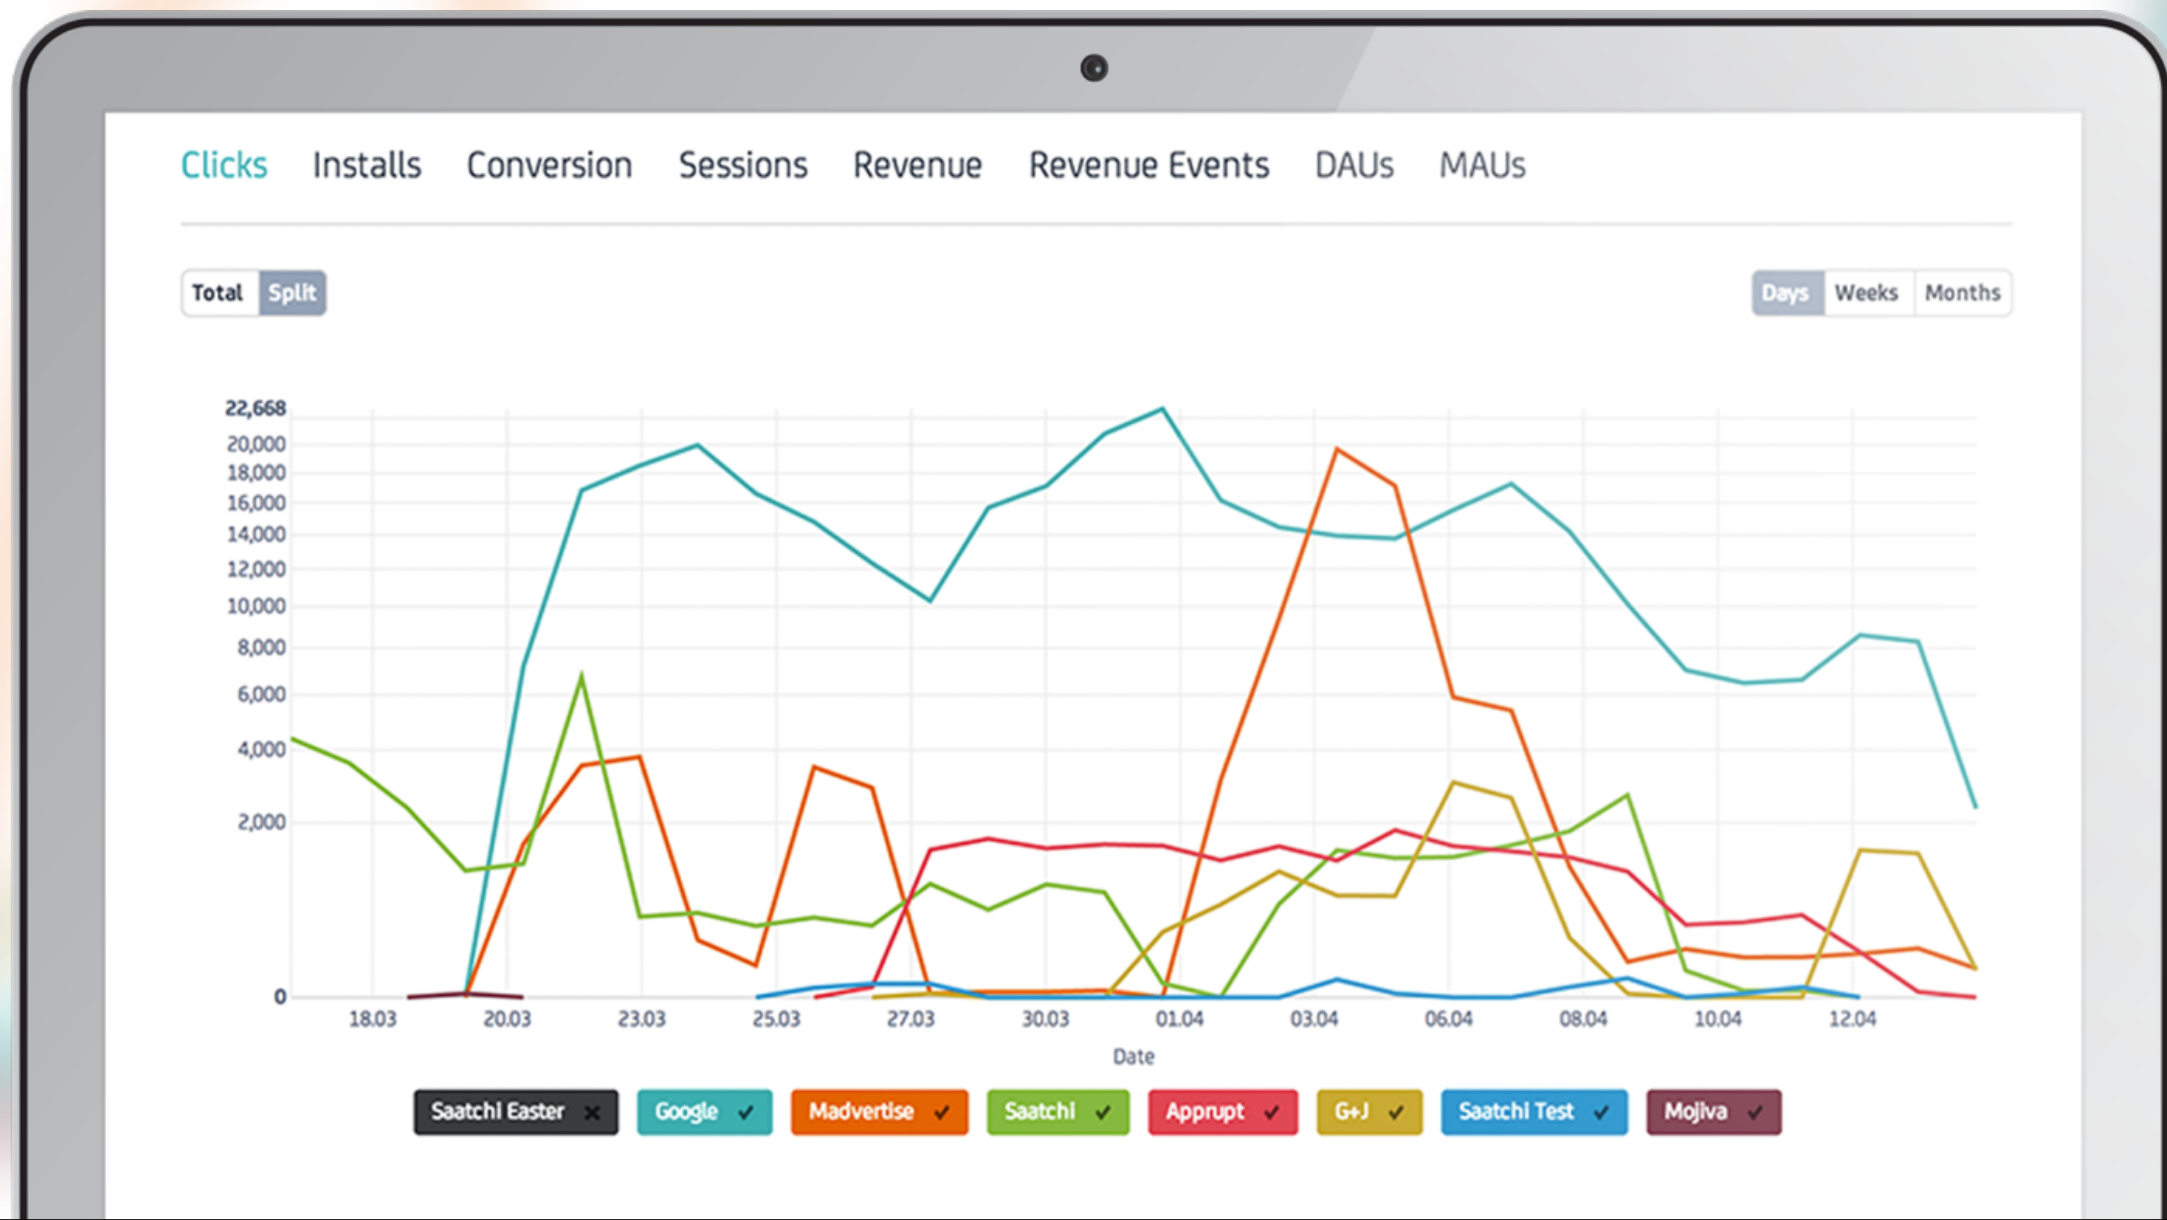 Clicks Installs Conversion Sessions Revenue Revenue Events DAUs MAUs
Total Split Days Weeks Months
22,668
20,000
18,000
16,000
14,000
12,000
10,000
8,000
6,000
4,000
2,000
0
18.03 20.03 23.03 25.03 27.03 30.03 01.04 03.04 06.04 08.04 10.04 12.04
Date
Saatchi Easter Google Madvertise Saatchi Apprupt G+J Saatchi Test Mojiva